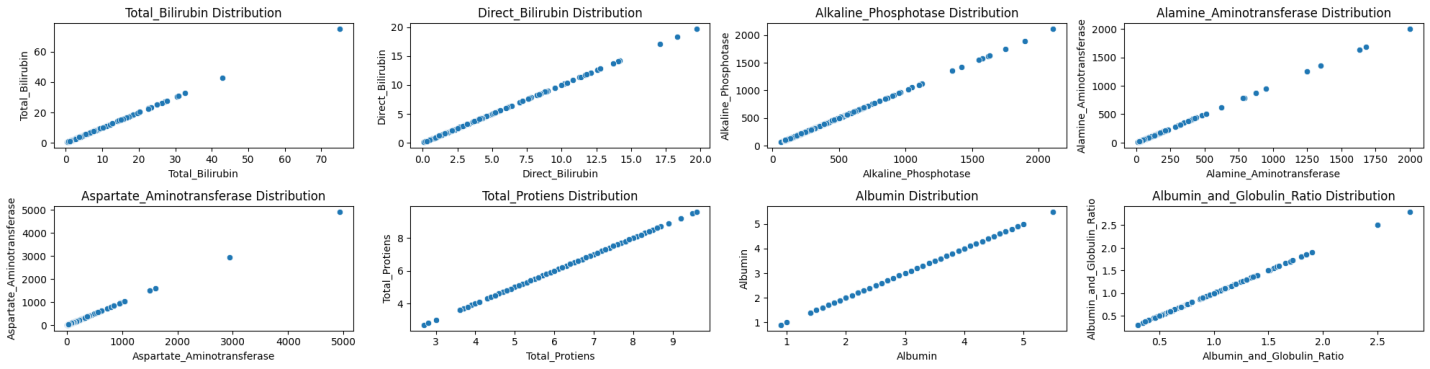 Total_Bilirubin Distribution
Total_Bilirubin
60
40
20
0
0 10 20 30 40 50 60 70
Total_Bilirubin
Direct_Bilirubin Distribution
Direct_Bilirubin
20
15
10
5
0
0.0 2.5 5.0 7.5 10.0 12.5 15.0 17.5 20.0
Direct_Bilirubin
Alkaline_Phosphotase Distribution
Alkaline_Phosphotase
2000
1500
1000
500
0
0 500 1000 1500 2000
Alkaline_Phosphotase
Alamine_Aminotransferase Distribution
Alamine_Aminotransferase
2000
1500
1000
500
0
0 250 500 750 1000 1250 1500 1750 2000
Alamine_Aminotransferase
Aspartate_Aminotransferase Distribution
Aspartate_Aminotransferase
5000
4000
3000
2000
1000
0
0 1000 2000 3000 4000 5000
Aspartate_Aminotransferase
Total_Protiens Distribution
Total_Protiens
8
6
4
3 4 5 6 7 8 9
Total_Protiens
Albumin Distribution
Albumin
5
4
3
2
1
1 2 3 4 5
Albumin
Albumin_and_Globulin_Ratio Distribution
Albumin_and_Globulin_Ratio
2.5
2.0
1.5
1.0
0.5
0.5 1.0 1.5 2.0 2.5
Albumin_and_Globulin_Ratio